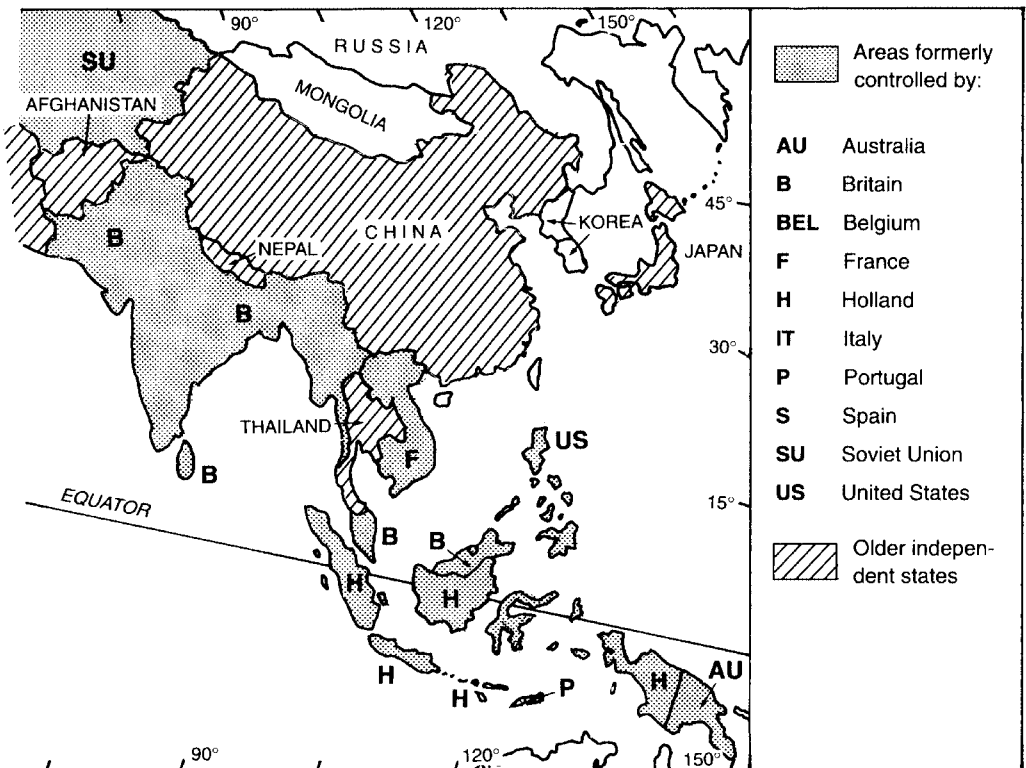 90°
120°
150°
RUSSIA
SU
MONGOLIA
AFGHANISTAN
45°
KOREA
CHINA
B
NEPAL
JAPAN
B
30°
THAILAND
US
F
B
EQUATOR
15°
B
B
H
H
AU
H
H
P
H
90°
120°
150°
Areas formerly
controlled by:
AU Australia
B Britain
BEL Belgium
F France
H Holland
IT Italy
P Portugal
S Spain
SU Soviet Union
US United States
Older indepen-
dent states